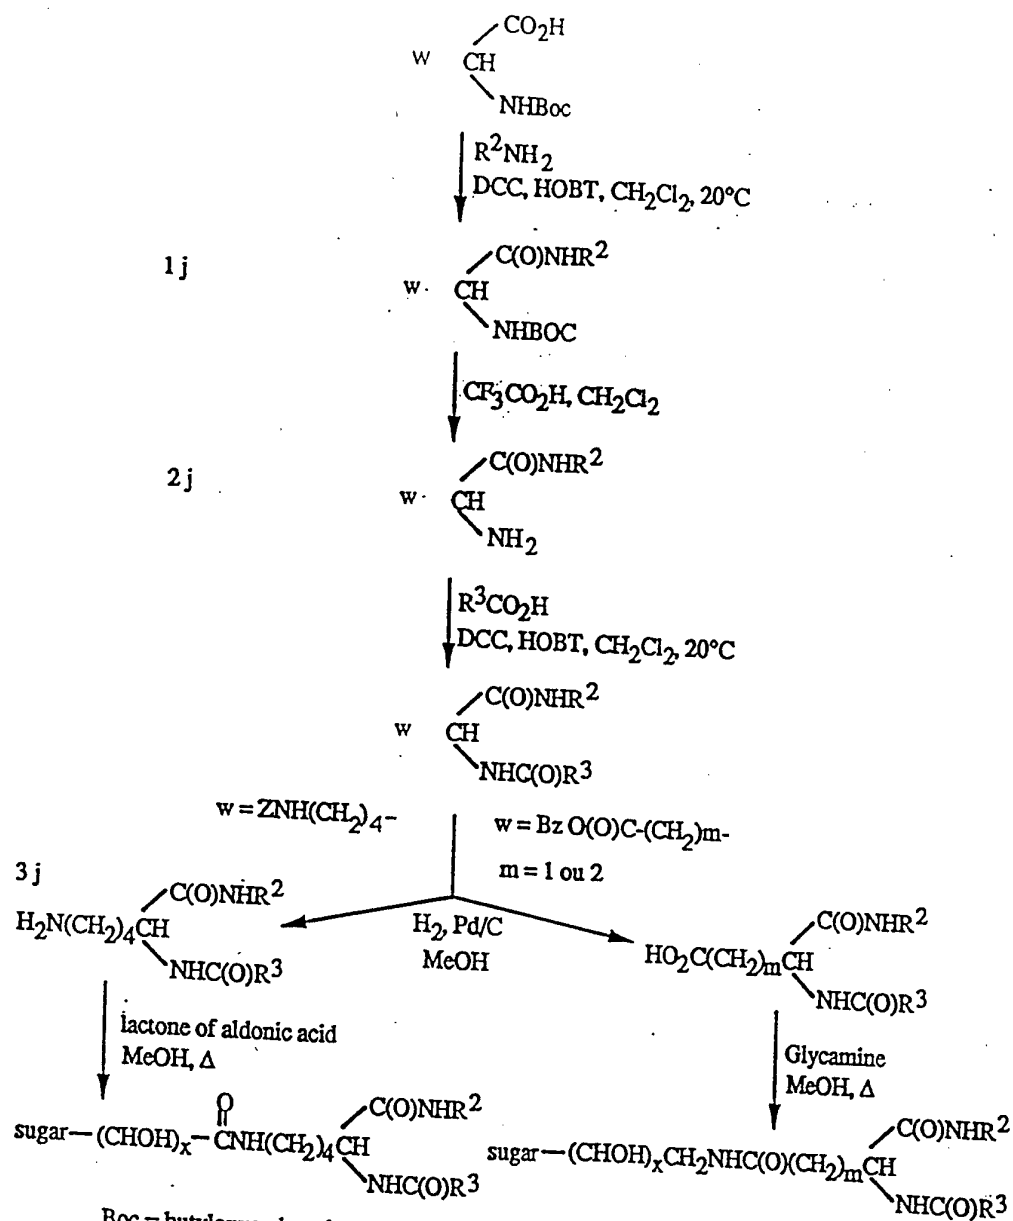 CO2H
W CH
NHBoc
R2NH2
DCC, HOBT, CH2Cl2, 20°C
1 j
C(O)NHR2
w. CH
NHBOC
CF3CO2H, CH2Cl2
2 j
C(O)NHR2
w. CH
NH2
R3CO2H
DCC, HOBT, CH2Cl2, 20°C
C(O)NHR2
w CH
NHC(O)R3
w = ZNH(CH2)4-
w = Bz O(O)C-(CH2)m-
m = 1 ou 2
3 j
C(O)NHR2
H2N(CH2)4CH
NHC(O)R3
H2, Pd/C
MeOH
C(O)NHR2
HO2C(CH2)mCH
NHC(O)R3
lactone of aldonic acid
MeOH, Δ
Glycamine
MeOH, Δ
O
C(O)NHR2
sugar—(CHOH)x—CNH(CH2)4CH
NHC(O)R3
C(O)NHR2
sugar—(CHOH)xCH2NHC(O)(CH2)mCH
NHC(O)R3
Boc =